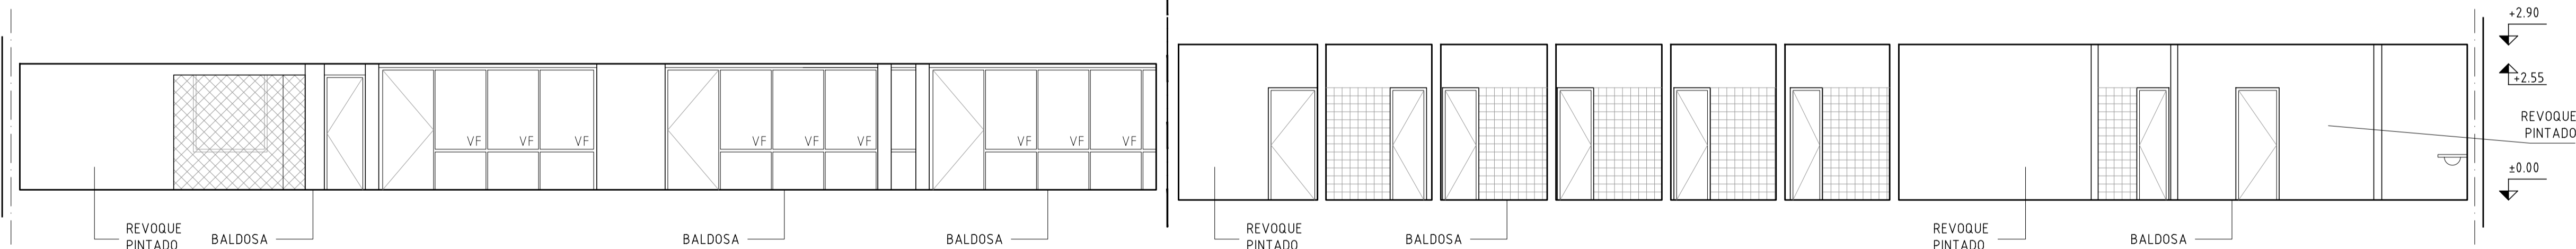 +2.90
+2.55
REVOQUE
PINTADO
VF VF VF VF VF VF VF VF VF
±0.00
REVOQUE
PINTADO
BALDOSA
BALDOSA
BALDOSA
REVOQUE
PINTADO
BALDOSA
REVOQUE
PINTADO
BALDOSA